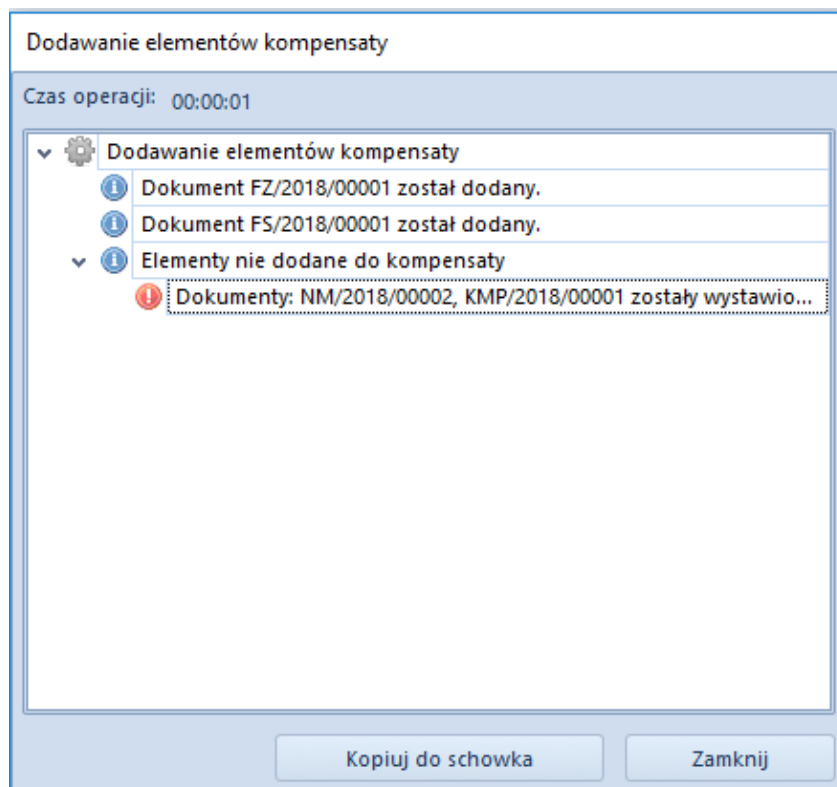 Dodawanie elementów kompensaty
Czas operacji: 00:00:01
Dodawanie elementów kompensaty
Dokument FZ/2018/00001 został dodany.
Dokument FS/2018/00001 został dodany.
Elementy nie dodane do kompensaty
Dokumenty: NM/2018/00002, KMP/2018/00001 zostały wystawio...
Kopiuj do schowka
Zamknij